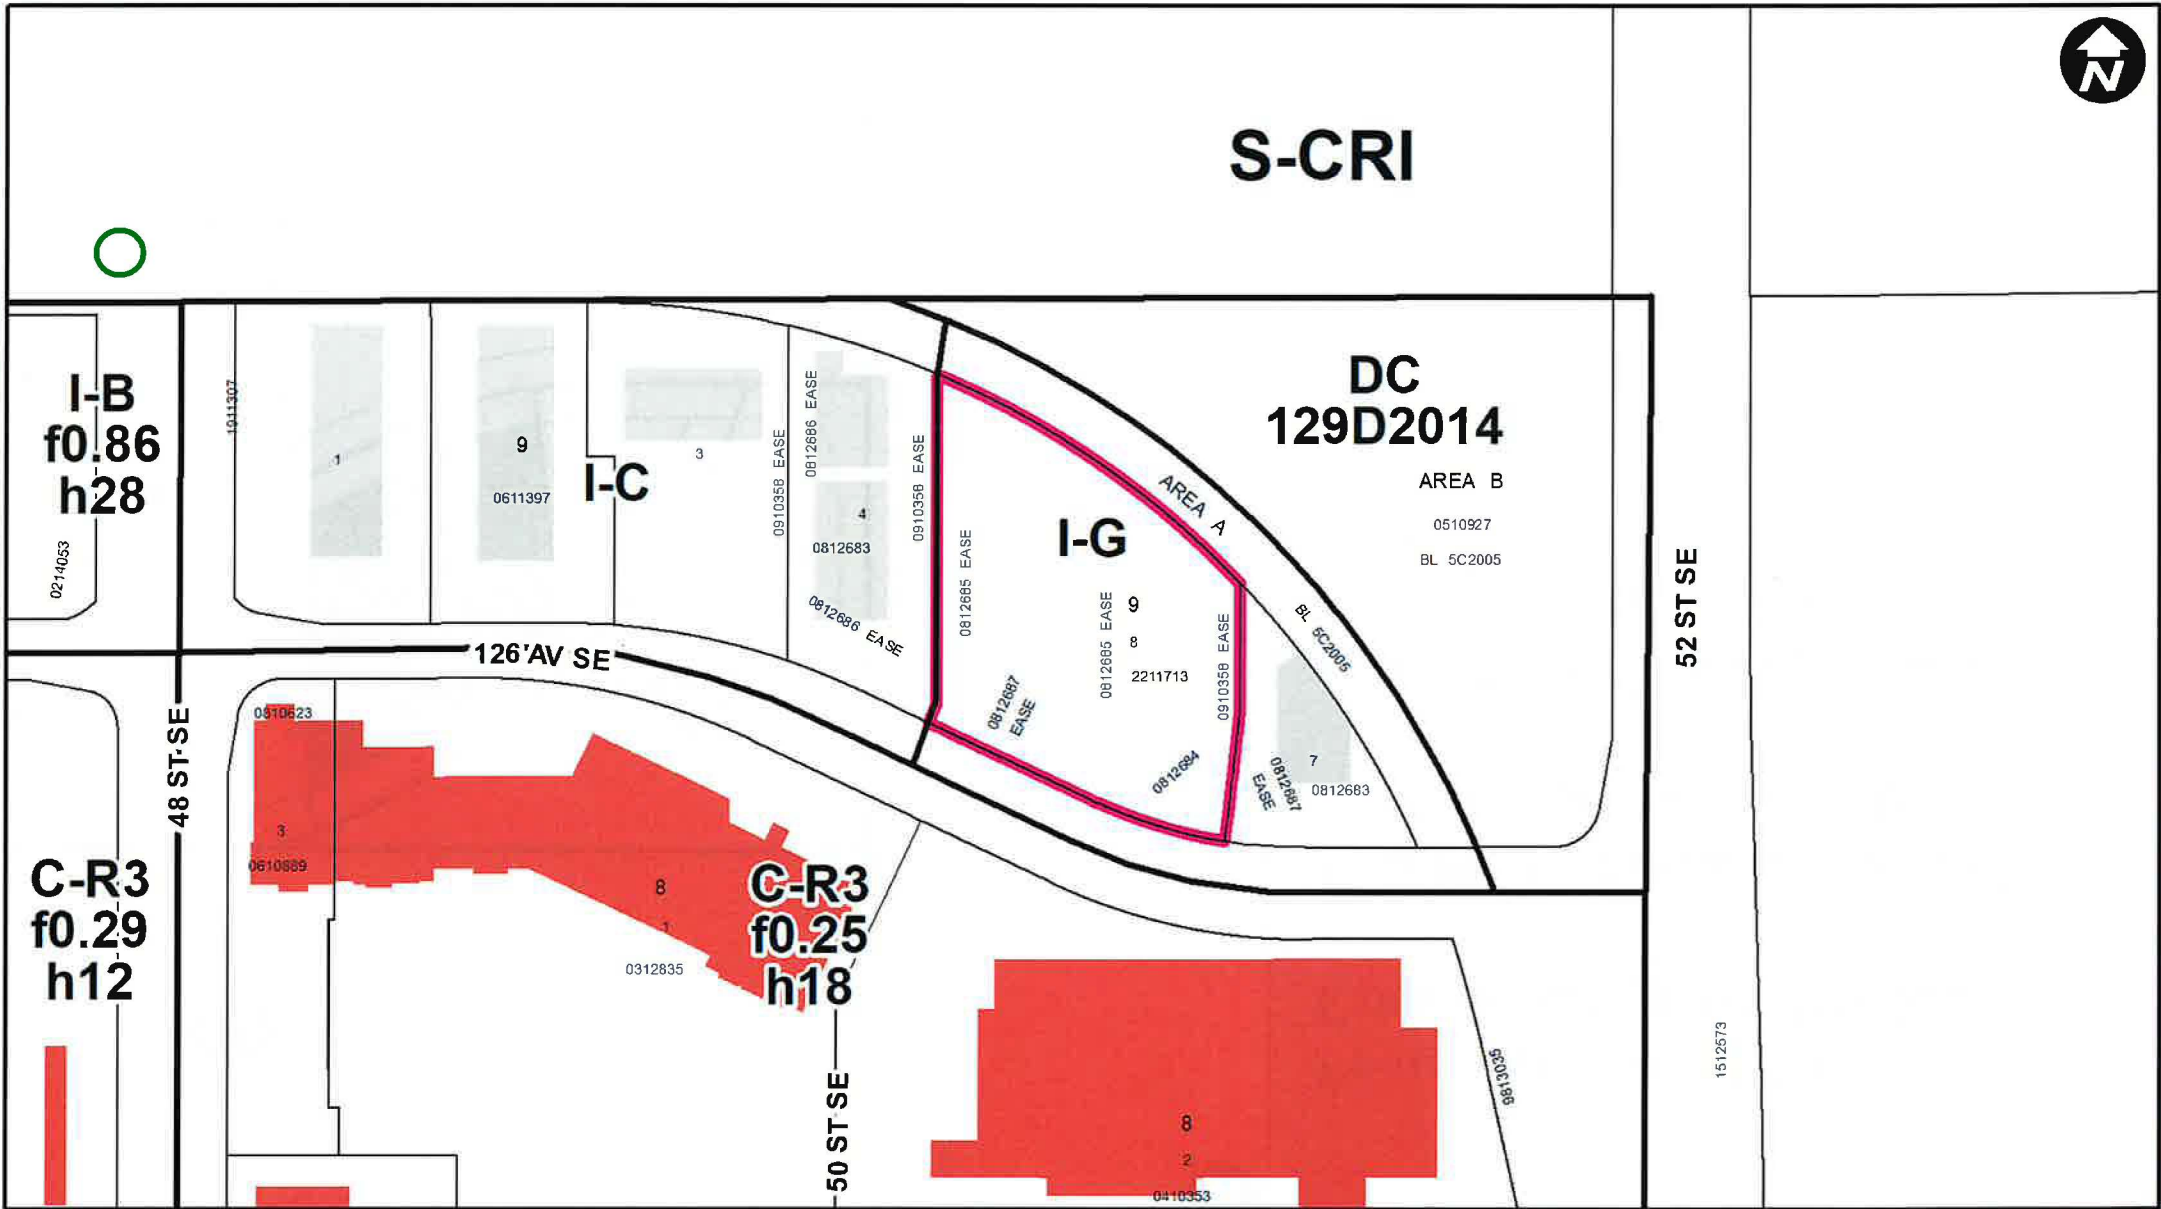 N
S-CRI
I-B
f0.86
h28
0214053
1911307
1
9
0611397
I-C
3
0910358 EASE
0812686 EASE
4
0812683
0812686 EASE
0910358 EASE
0812685 EASE
I-G
AREA A
0812685 EASE
9
8
2211713
0910358 EASE
0812687
EASE
0812684
DC
129D2014
AREA B
0510927
BL 5C2005
BL 5C2005
7
0812683
0812687
EASE
52 ST SE
126 AV SE
48 ST SE
0810623
3
0610889
8
1
0312835
C-R3
f0.25
h18
C-R3
f0.29
h12
50 ST SE
8
2
0410353
9813035
1512573